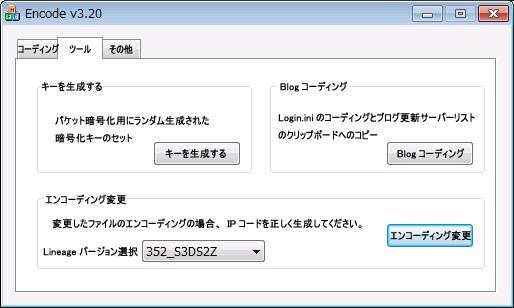 Encode v3.20
コーディング ツール その他
キーを生成する
パケット暗号化用にランダム生成された
暗号化キーのセット
キーを生成する
Blog コーディング
Login.ini のコーディングとブログ更新サーバーリスト
のクリップボードへのコピー
Blog コーディング
エンコーディング変更
変更したファイルのエンコーディングの場合、 IP コードを正しく生成してください。
Lineage バージョン選択 352_S3DS2Z
エンコーディング変更